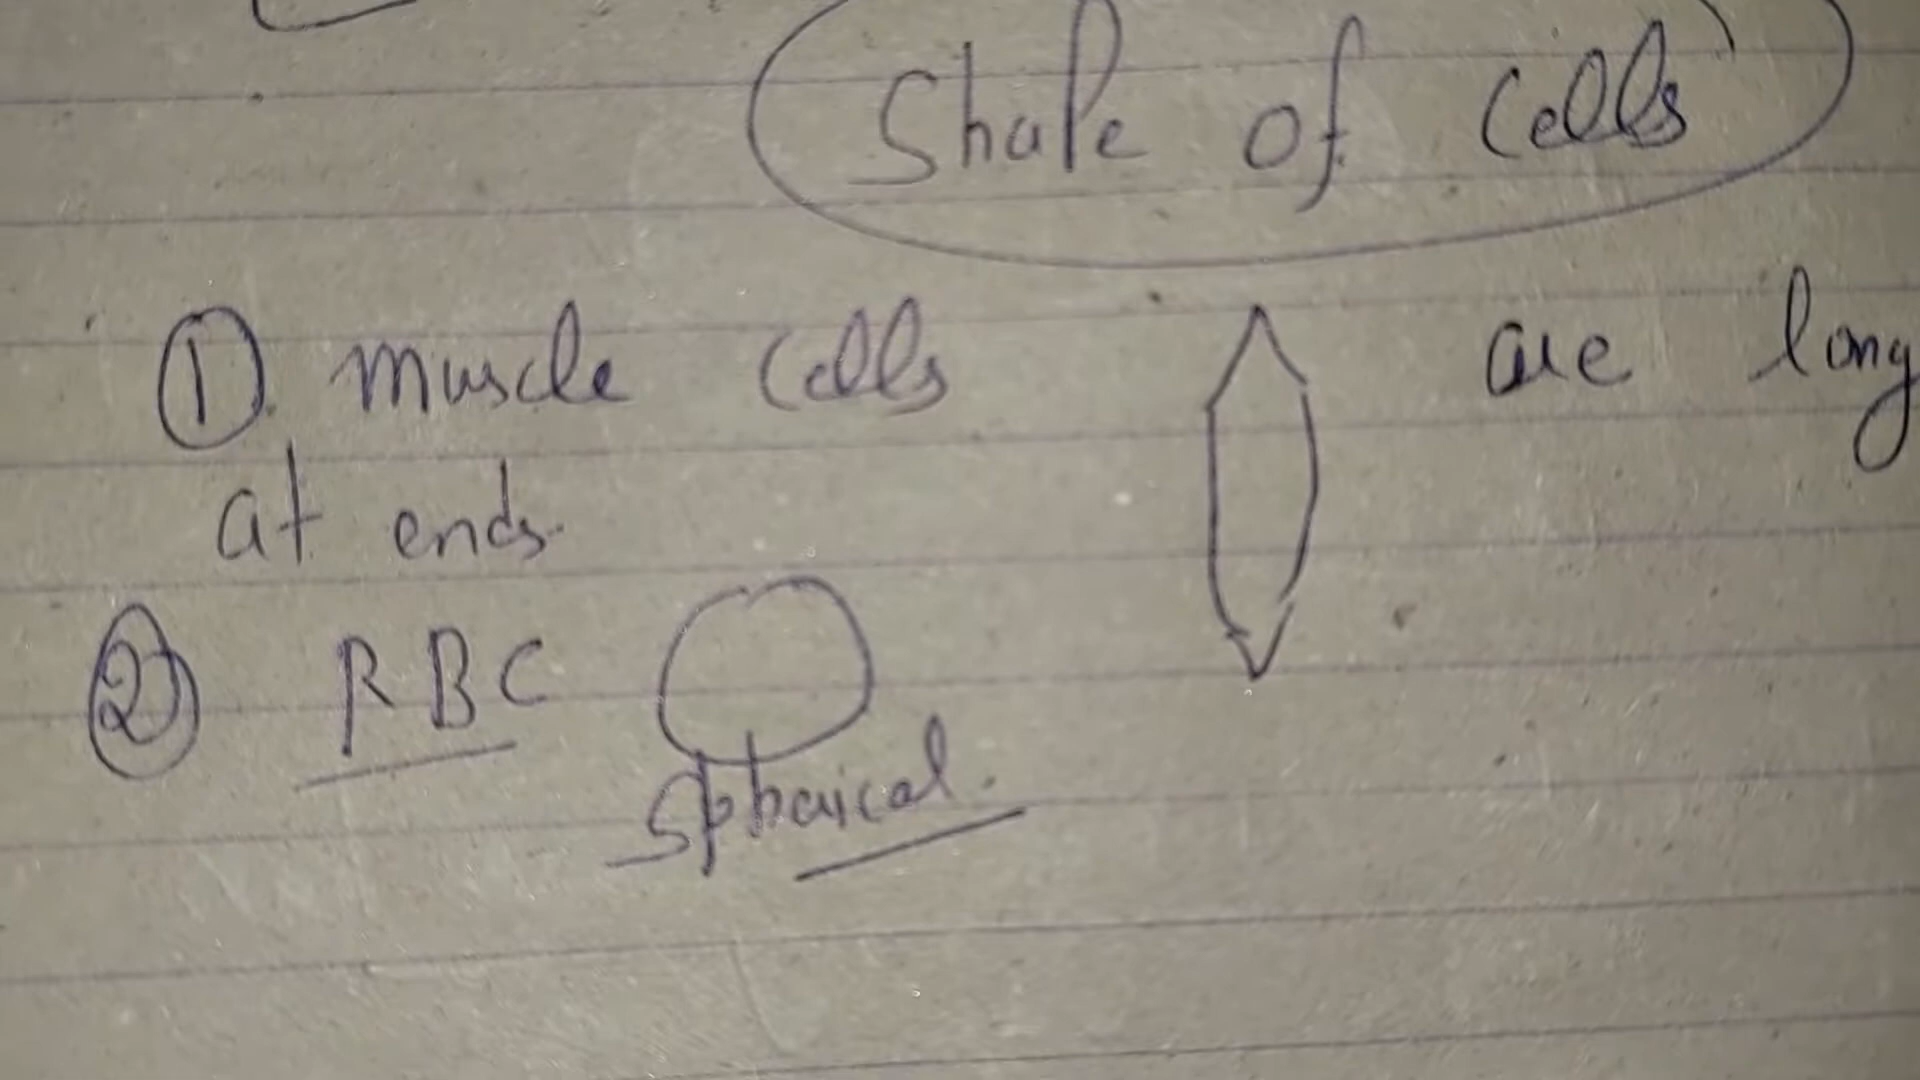 Shape of Cells
① muscle cells are long
at ends.
② RBC
Spherical.